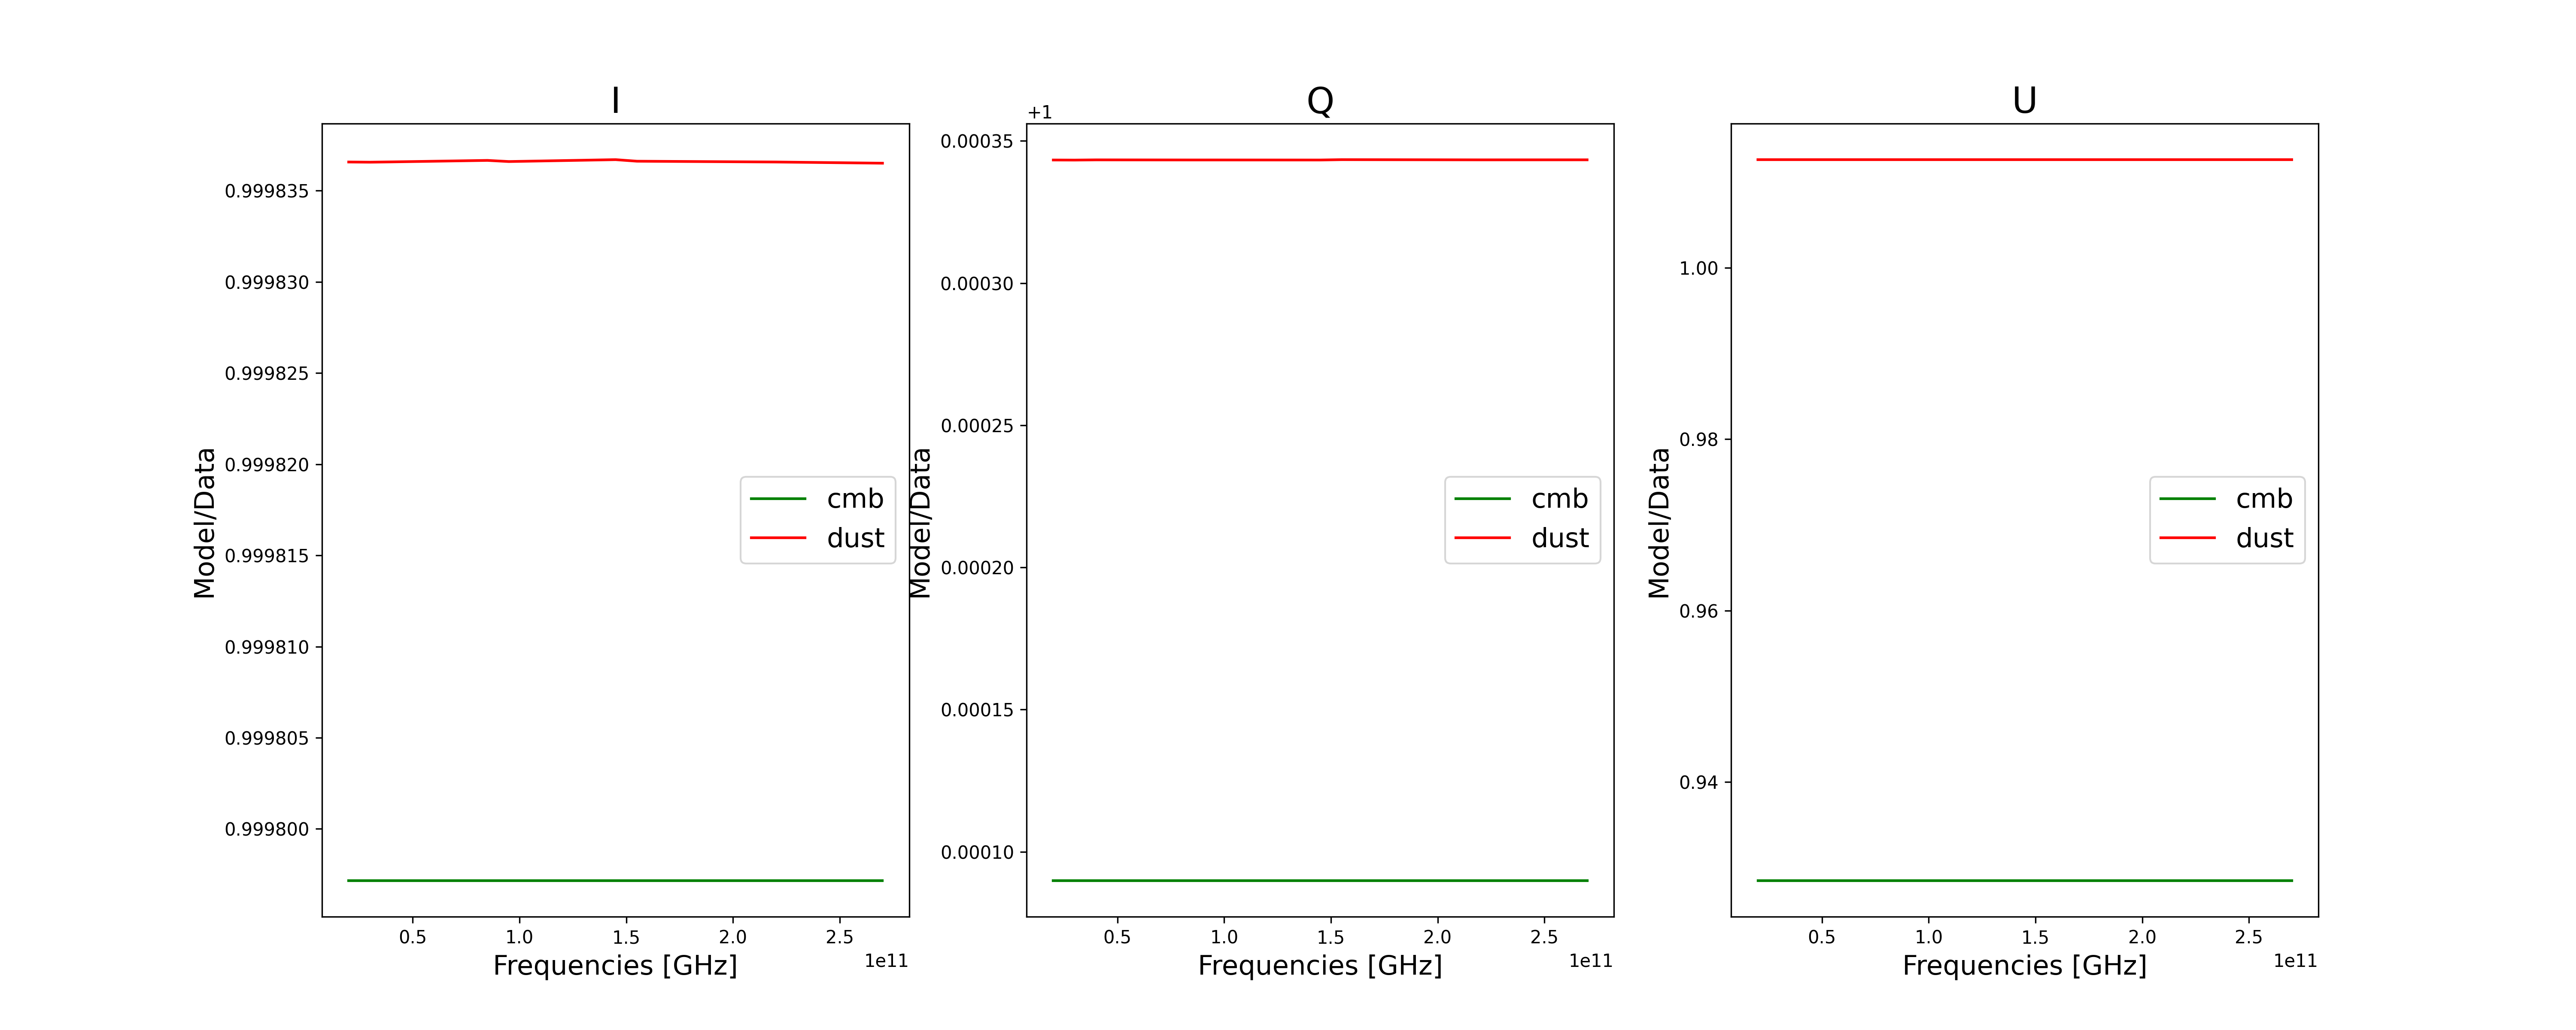 I
0.999835
0.999830
0.999825
0.999820
0.999815
0.999810
0.999805
0.999800
Model/Data
cmb
dust
0.5 1.0 1.5 2.0 2.5
1e11
Frequencies [GHz]
Q
+1
0.00035
0.00030
0.00025
0.00020
0.00015
0.00010
Model/Data
cmb
dust
0.5 1.0 1.5 2.0 2.5
1e11
Frequencies [GHz]
U
1.00
0.98
0.96
0.94
Model/Data
cmb
dust
0.5 1.0 1.5 2.0 2.5
1e11
Frequencies [GHz]